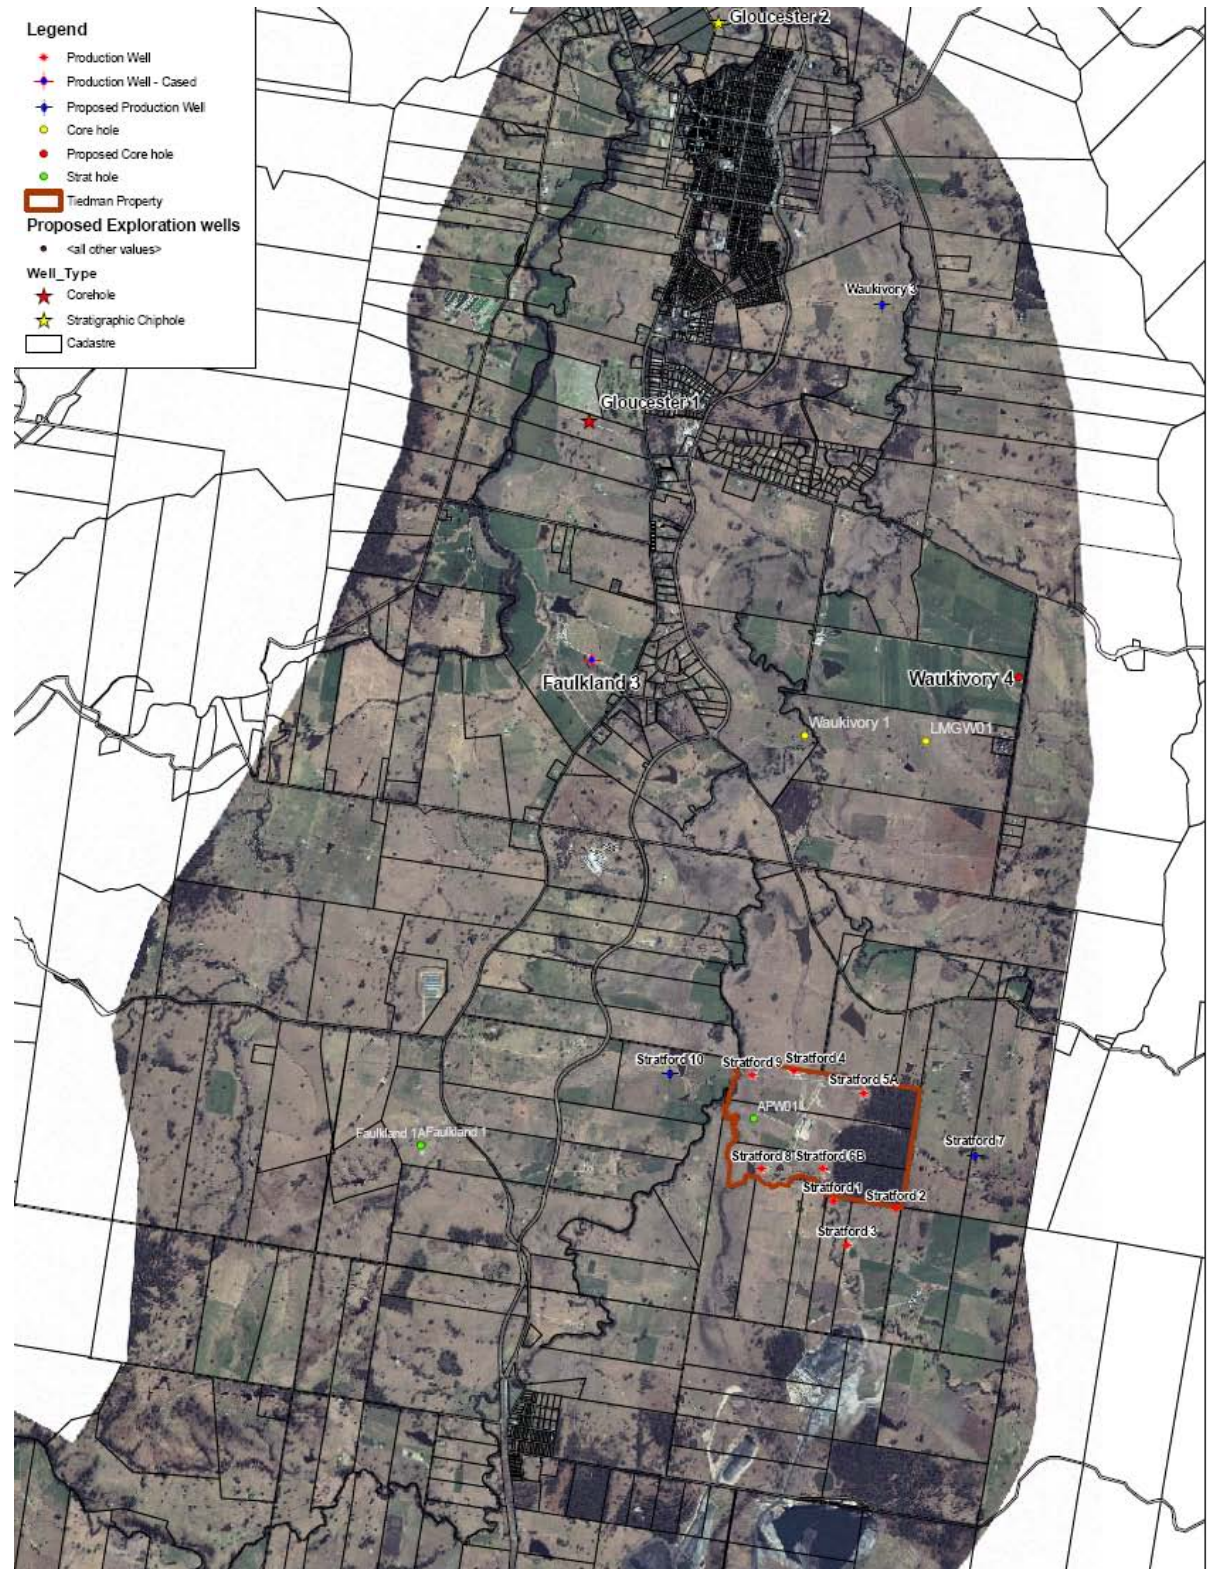 Legend
Production Well
Production Well - Cased
Proposed Production Well
Core hole
Proposed Core hole
Strat hole
Tiedman Property
Proposed Exploration wells
<all other values>
Well_Type
Corehole
Stratigraphic Chiphole
Cadastre
Gloucester 2
Waukivory 3
Gloucester 1
Faulkland 3
Waukivory 4
Waukivory 1
LMGW01
Stratford 10
Stratford 9
Stratford 4
Stratford 5A
APW01
Faulkland 1A
Faulkland 1
Stratford 7
Stratford 8
Stratford 6B
Stratford 1
Stratford 2
Stratford 3